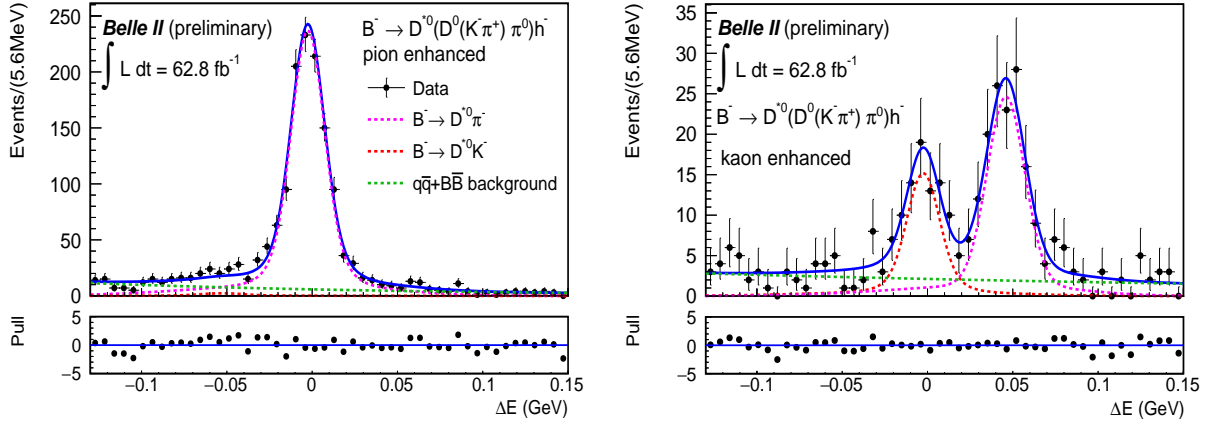 Belle II (preliminary)
∫ L dt = 62.8 fb⁻¹
B⁻ → D*⁰(D⁰(K⁻π⁺) π⁰)h⁻
pion enhanced
Data
B⁻ → D*⁰π⁻
B⁻ → D*⁰K⁻
qq̅+BB̅ background
Events/(5.6MeV)
250
200
150
100
50
0
Pull
5
0
−5
−0.1 −0.05 0 0.05 0.1 0.15
ΔE (GeV)
Belle II (preliminary)
∫ L dt = 62.8 fb⁻¹
B⁻ → D*⁰(D⁰(K⁻π⁺) π⁰)h⁻
kaon enhanced
Events/(5.6MeV)
35
30
25
20
15
10
5
0
Pull
5
0
−5
−0.1 −0.05 0 0.05 0.1 0.15
ΔE (GeV)